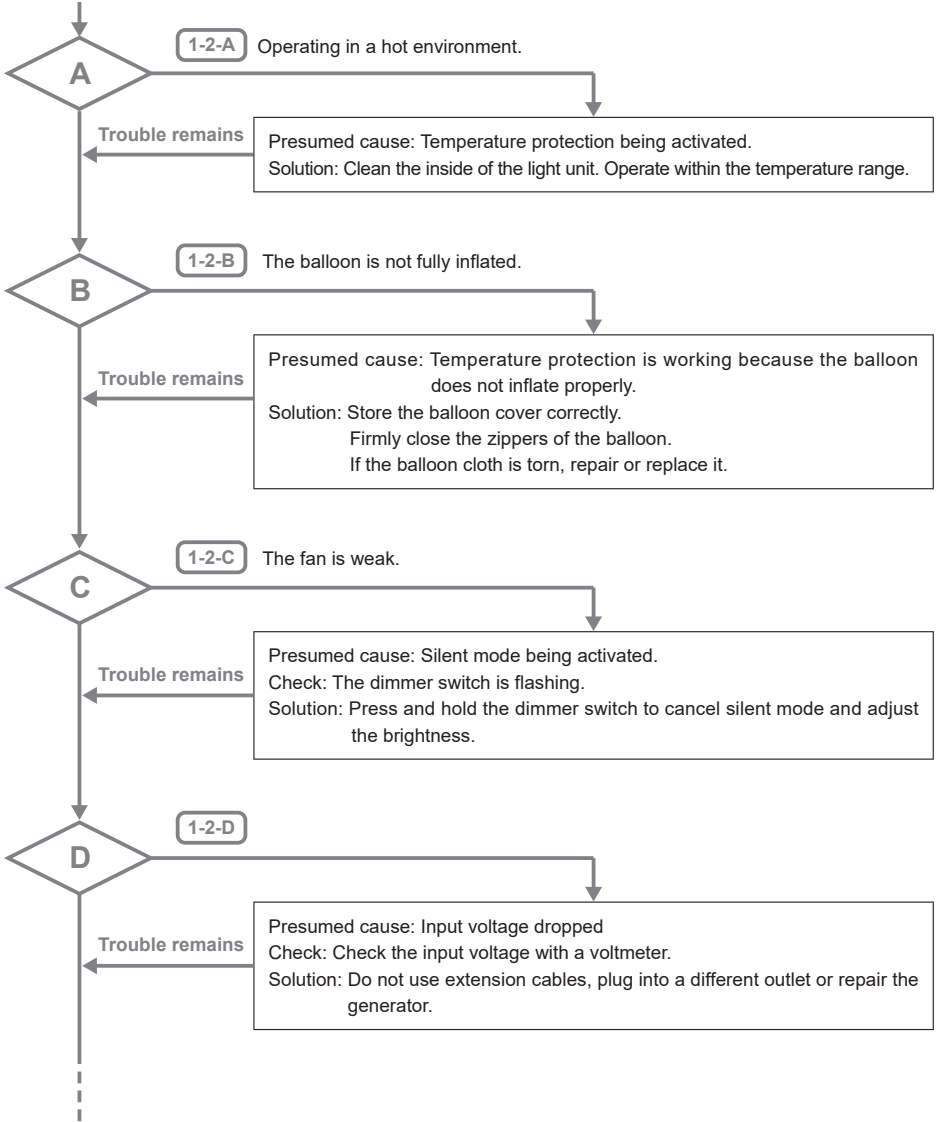 1-2-A Operating in a hot environment.
A
Trouble remains
Presumed cause: Temperature protection being activated.
Solution: Clean the inside of the light unit. Operate within the temperature range.
1-2-B The balloon is not fully inflated.
B
Trouble remains
Presumed cause: Temperature protection is working because the balloon
does not inflate properly.
Solution: Store the balloon cover correctly.
Firmly close the zippers of the balloon.
If the balloon cloth is torn, repair or replace it.
1-2-C The fan is weak.
C
Trouble remains
Presumed cause: Silent mode being activated.
Check: The dimmer switch is flashing.
Solution: Press and hold the dimmer switch to cancel silent mode and adjust
the brightness.
1-2-D
D
Trouble remains
Presumed cause: Input voltage dropped
Check: Check the input voltage with a voltmeter.
Solution: Do not use extension cables, plug into a different outlet or repair the
generator.